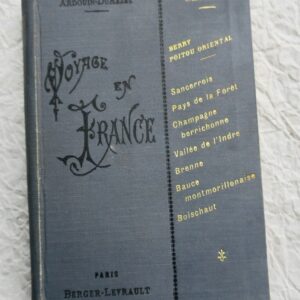 ARDOUIN-DUMAZET
VOYAGE
EN
FRANCE
PARIS
BERGER-LEVRAULT
BERRY
POITOU ORIENTAL
Sancerrois
Pays de la Forêt
Champagne
berrichonne
Vallée de l'Indre
Brenne
Bauce
montmorillonaise
Boischaut